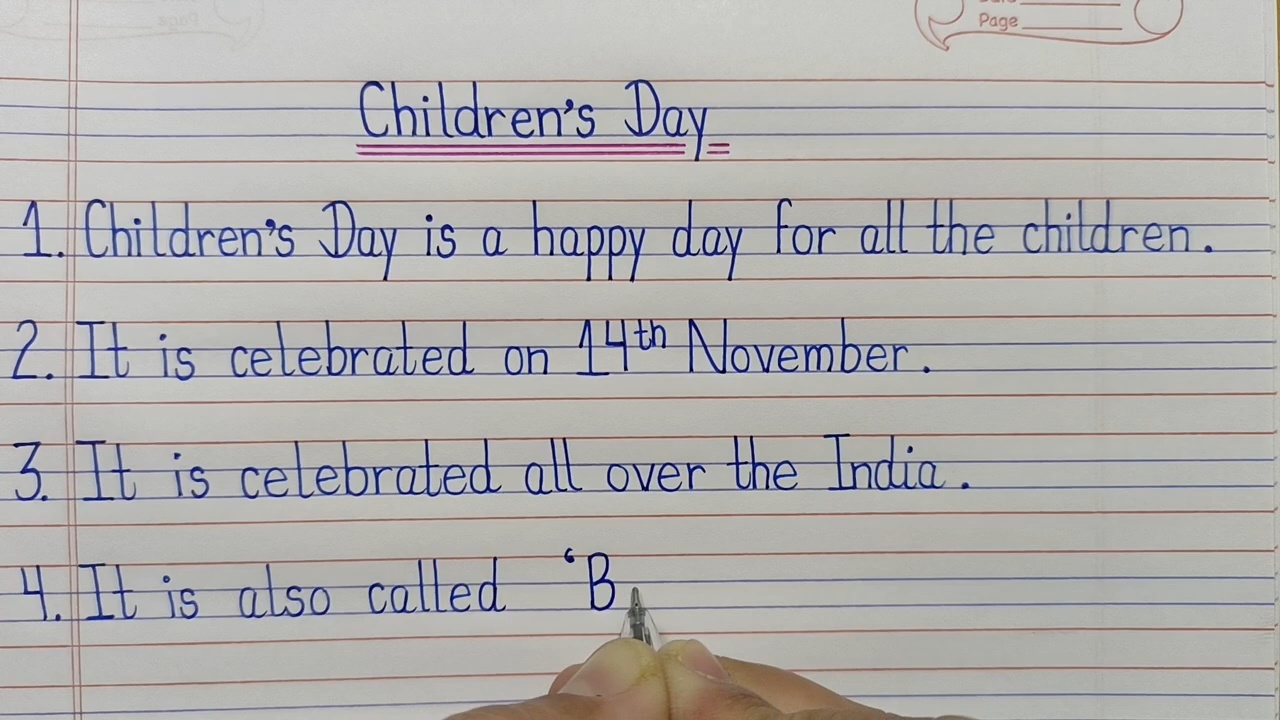 Page
Children's Day
1. Children's Day is a happy day for all the children.
2. It is celebrated on 14th November.
3. It is celebrated all over the India.
4. It is also called 'B